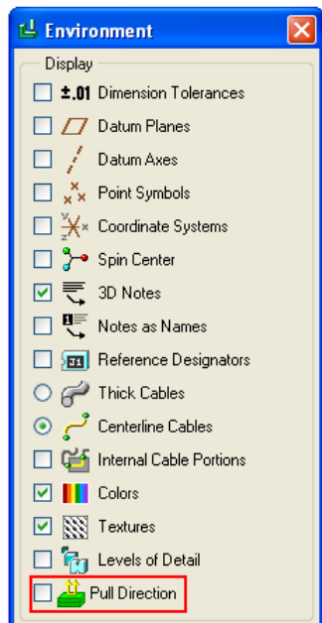 Environment
Display
±.01 Dimension Tolerances
Datum Planes
Datum Axes
Point Symbols
Coordinate Systems
Spin Center
3D Notes
Notes as Names
Reference Designators
Thick Cables
Centerline Cables
Internal Cable Portions
Colors
Textures
Levels of Detail
Pull Direction